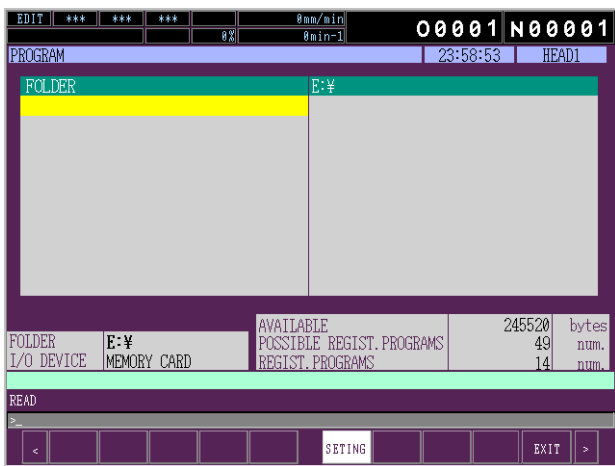 EDIT *** *** *** 0mm/min O0001 N00001
0% 0min-1
PROGRAM 23:58:53 HEAD1
FOLDER E:¥
AVAILABLE 245520 bytes
FOLDER E:¥ POSSIBLE REGIST.PROGRAMS 49 num.
I/O DEVICE MEMORY CARD REGIST.PROGRAMS 14 num.
READ
>_
< SETING EXIT >